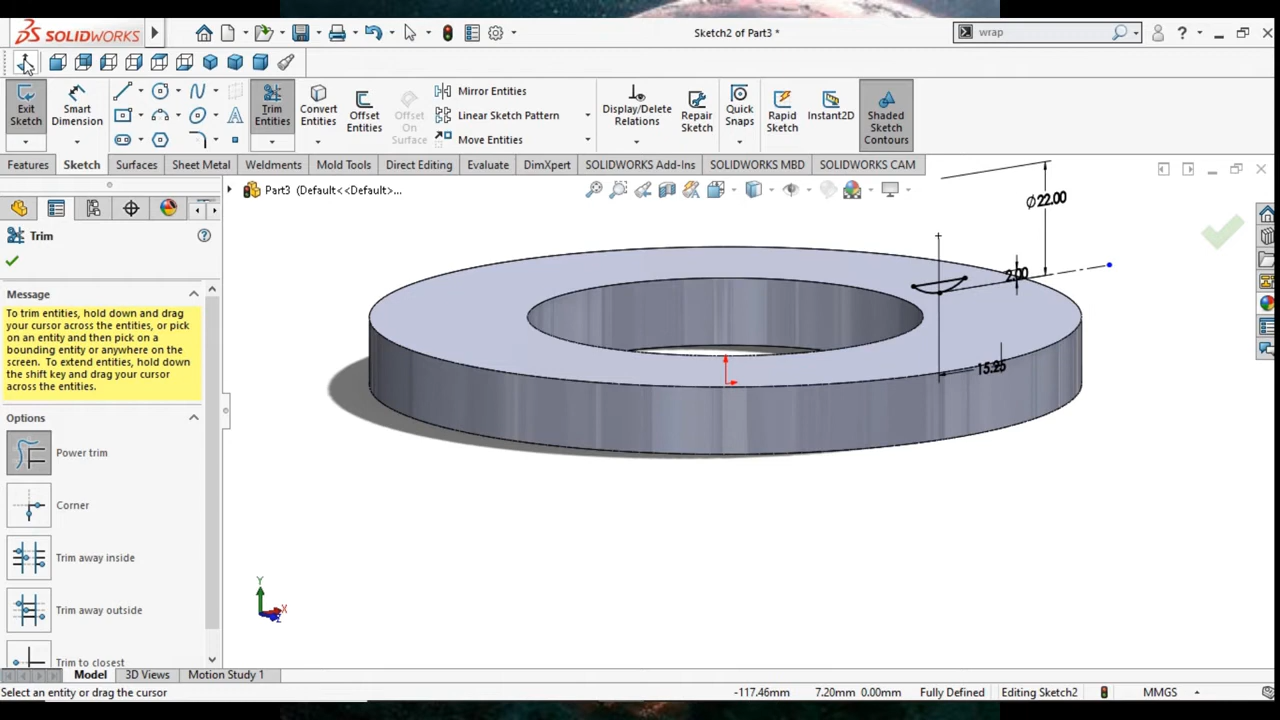 SOLIDWORKS
Sketch2 of Part3 *
wrap
?
Exit Sketch
Smart Dimension
Trim Entities
Convert Entities
Offset Entities
Offset On Surface
Mirror Entities
Linear Sketch Pattern
Move Entities
Display/Delete Relations
Repair Sketch
Quick Snaps
Rapid Sketch
Instant2D
Shaded Sketch Contours
Features
Sketch
Surfaces
Sheet Metal
Weldments
Mold Tools
Direct Editing
Evaluate
DimXpert
SOLIDWORKS Add-Ins
SOLIDWORKS MBD
SOLIDWORKS CAM
Part3 (Default<<Default>...
Trim
?
Message
To trim entities, hold down and drag
your cursor across the entities, or pick
on an entity and then pick on a
bounding entity or anywhere on the
screen. To extend entities, hold down
the shift key and drag your cursor
across the entities.
Options
Power trim
Corner
Trim away inside
Trim away outside
Trim to closest
Ø22.00
2.00
15.25
Y
X
Z
Model
3D Views
Motion Study 1
Select an entity or drag the cursor
-117.46mm
7.20mm 0.00mm
Fully Defined
Editing Sketch2
MMGS